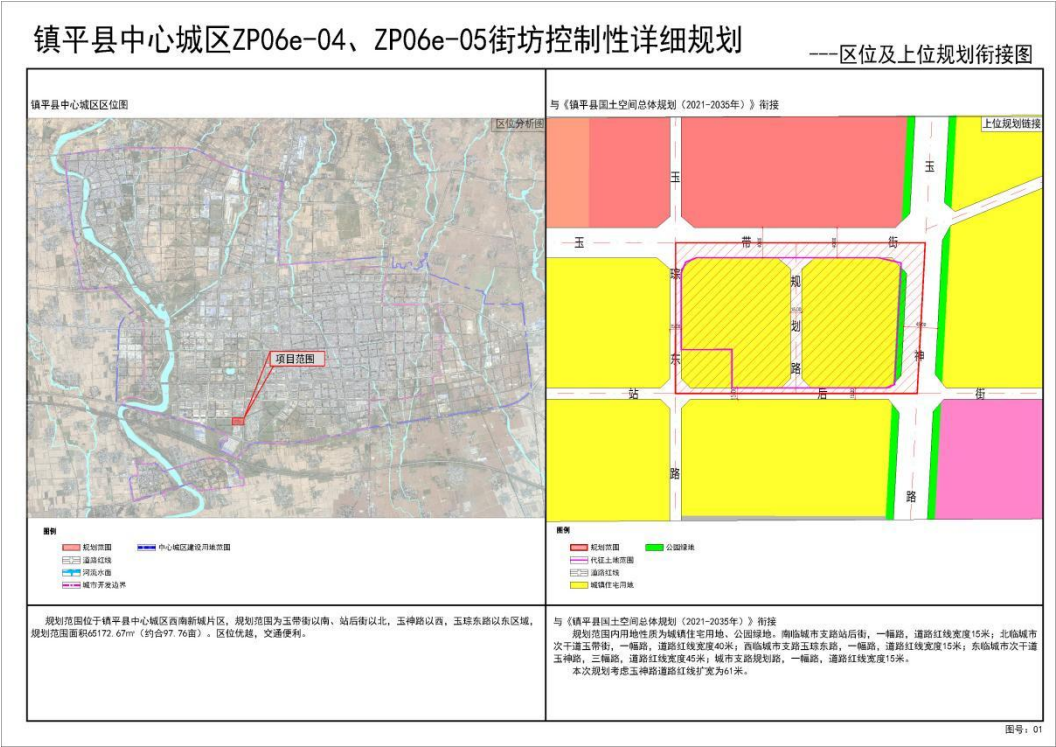 镇平县中心城区ZP06e-04、ZP06e-05街坊控制性详细规划
---区位及上位规划衔接图
镇平县中心城区区位图
区位分析图
项目范围
图例
规划范围
中心城区建设用地范围
道路红线
河流水面
城市开发边界
规划范围位于镇平县中心城区西南新城片区，规划范围为玉带街以南、站后街以北，玉神路以西，玉琮东路以东区域，
规划范围面积65172.67㎡（约合97.76亩）。区位优越，交通便利。
与《镇平县国土空间总体规划（2021-2035年）》衔接
上位规划链接
玉带街
玉琮东路
规划路
玉神路
站后街
图例
规划范围
公园绿地
代征土地范围
道路红线
城镇住宅用地
与《镇平县国土空间总体规划（2021-2035年）》衔接
规划范围内用地性质为城镇住宅用地、公园绿地。南临城市支路站后街，一幅路，道路红线宽度15米；北临城市
次干道玉带街，一幅路，道路红线宽度40米；西临城市支路玉琮东路，一幅路，道路红线宽度15米；东临城市次干道
玉神路，三幅路，道路红线宽度45米；城市支路规划路，一幅路，道路红线宽度15米。
本次规划考虑玉神路道路红线扩宽为61米。
图号：01